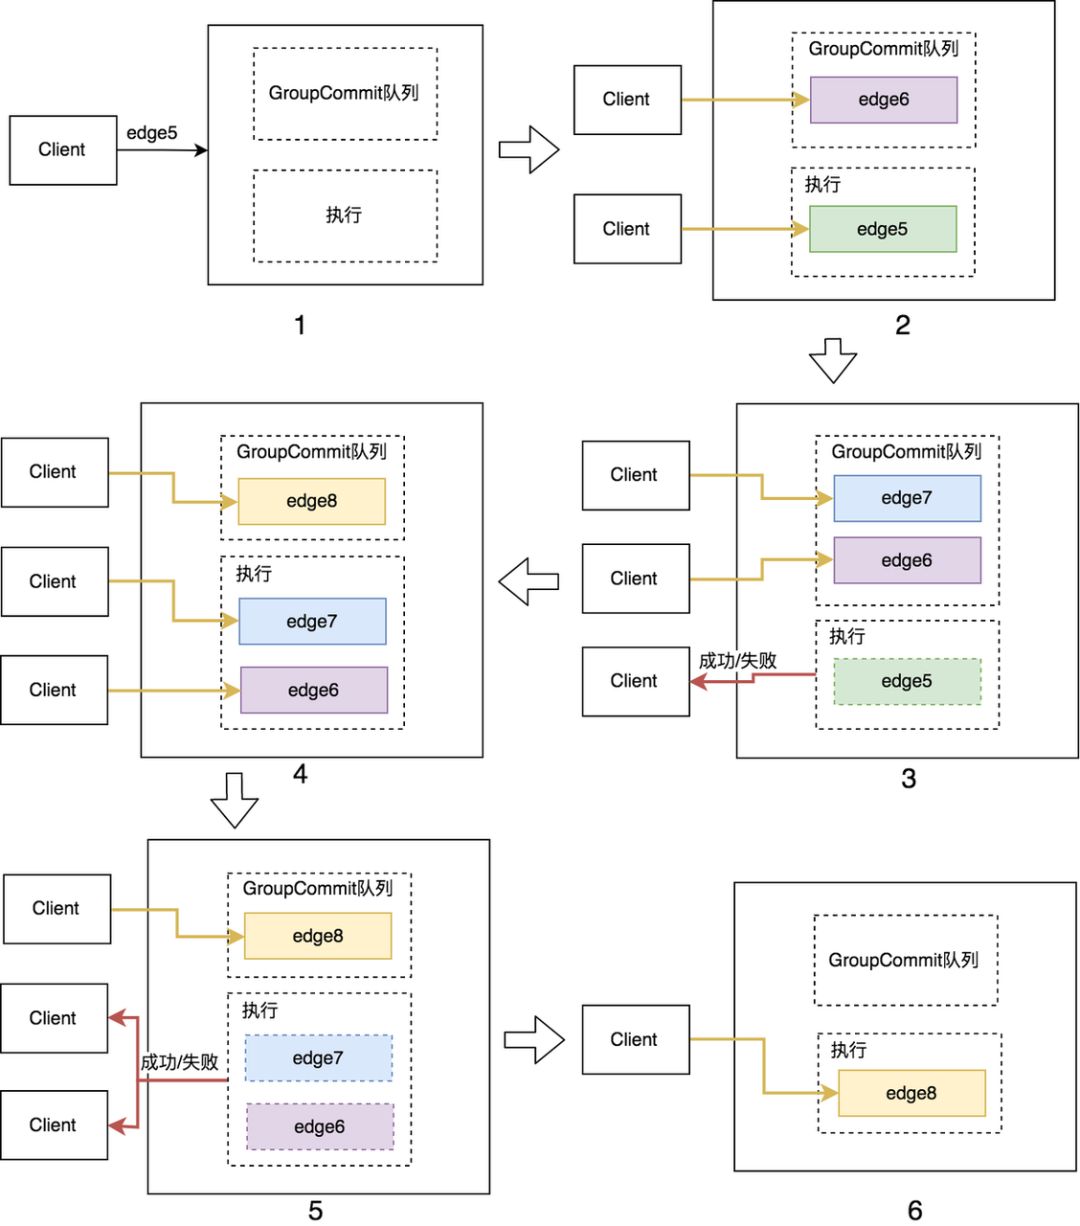 Client
edge5
GroupCommit队列
执行
1
Client
Client
GroupCommit队列
edge6
执行
edge5
2
Client
Client
Client
成功/失败
GroupCommit队列
edge7
edge6
执行
edge5
3
Client
Client
Client
GroupCommit队列
edge8
执行
edge7
edge6
4
Client
Client
Client
成功/失败
GroupCommit队列
edge8
执行
edge7
edge6
5
Client
GroupCommit队列
执行
edge8
6